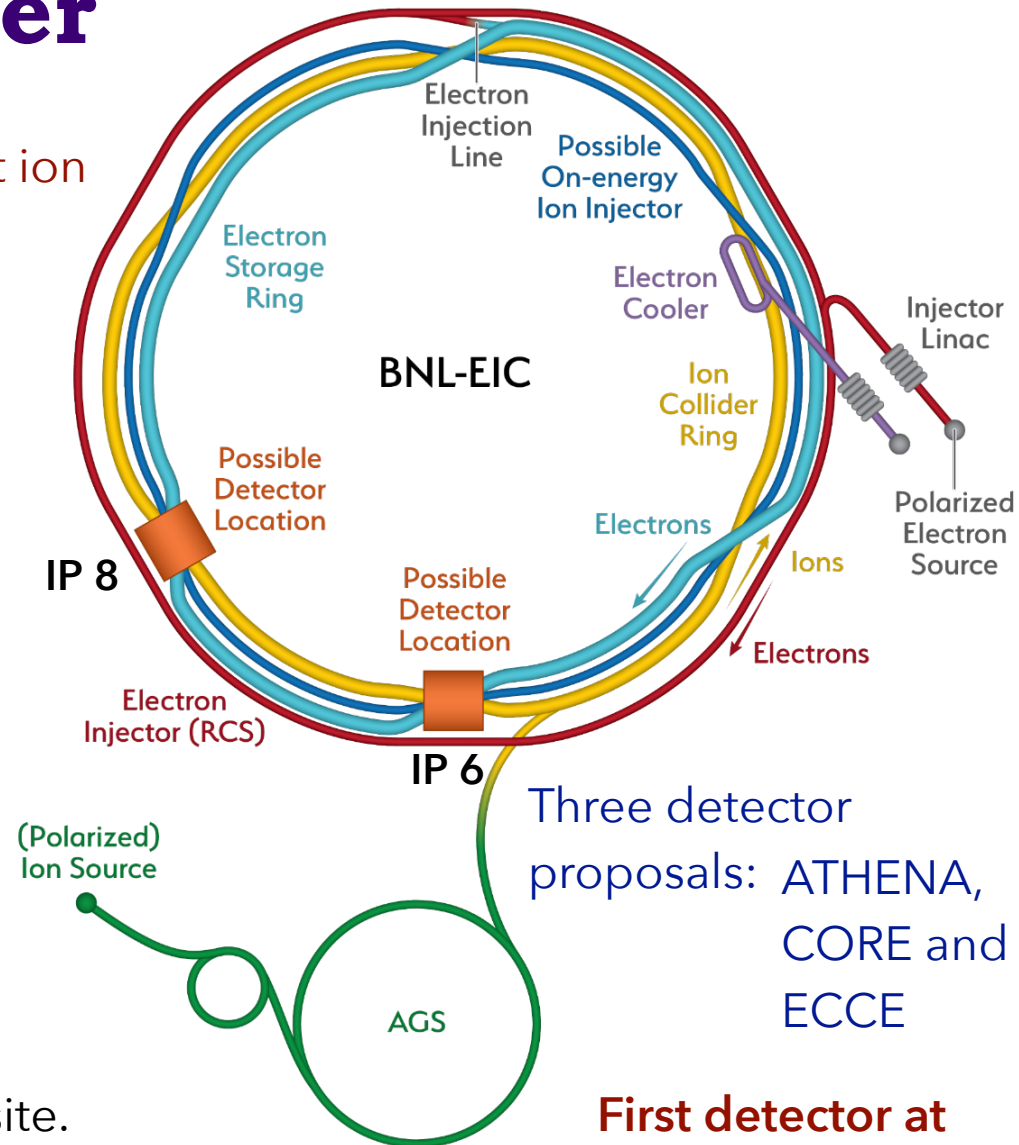 er
t ion
Electron
Injection
Line
Possible
On-energy
Ion Injector
Electron
Storage
Ring
Electron
Cooler
Injector
Linac
BNL-EIC
Ion
Collider
Ring
Possible
Detector
Location
Polarized
Electron
Source
Electrons
Ions
IP 8
Possible
Detector
Location
Electrons
Electron
Injector (RCS)
IP 6
Three detector
proposals: ATHENA,
CORE and
ECCE
(Polarized)
Ion Source
AGS
site.
First detector at